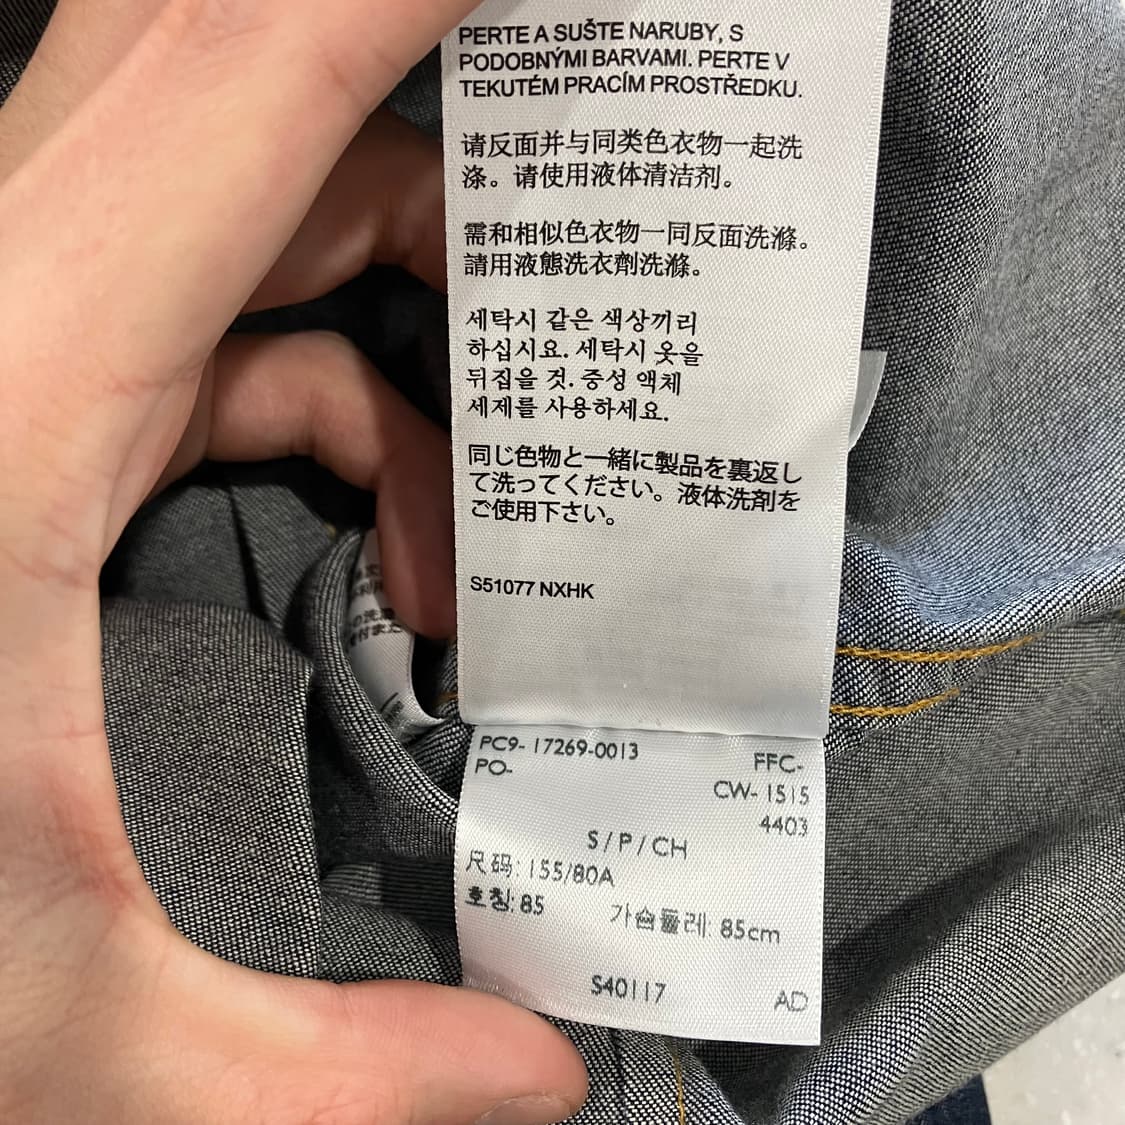 PERTE A SUŠTE NARUBY, S
PODOBNÝMI BARVAMI. PERTE V
TEKUTÉM PRACÍM PROSTŘEDKU.
请反面并与同类色衣物一起洗
涤。请使用液体清洁剂。
需和相似色衣物一同反面洗滌。
請用液態洗衣劑洗滌。
세탁시 같은 색상끼리
하십시요. 세탁시 옷을
뒤집을 것. 중성 액체
세제를 사용하세요.
同じ色物と一緒に製品を裏返し
て洗ってください。液体洗剤を
ご使用下さい。
S51077 NXHK
PC9- 17269-0013 FFC-
PO- CW- 1515
4403
S / P / CH
尺码: 155/80A
호칭: 85 가슴둘레: 85cm
S40117 AD